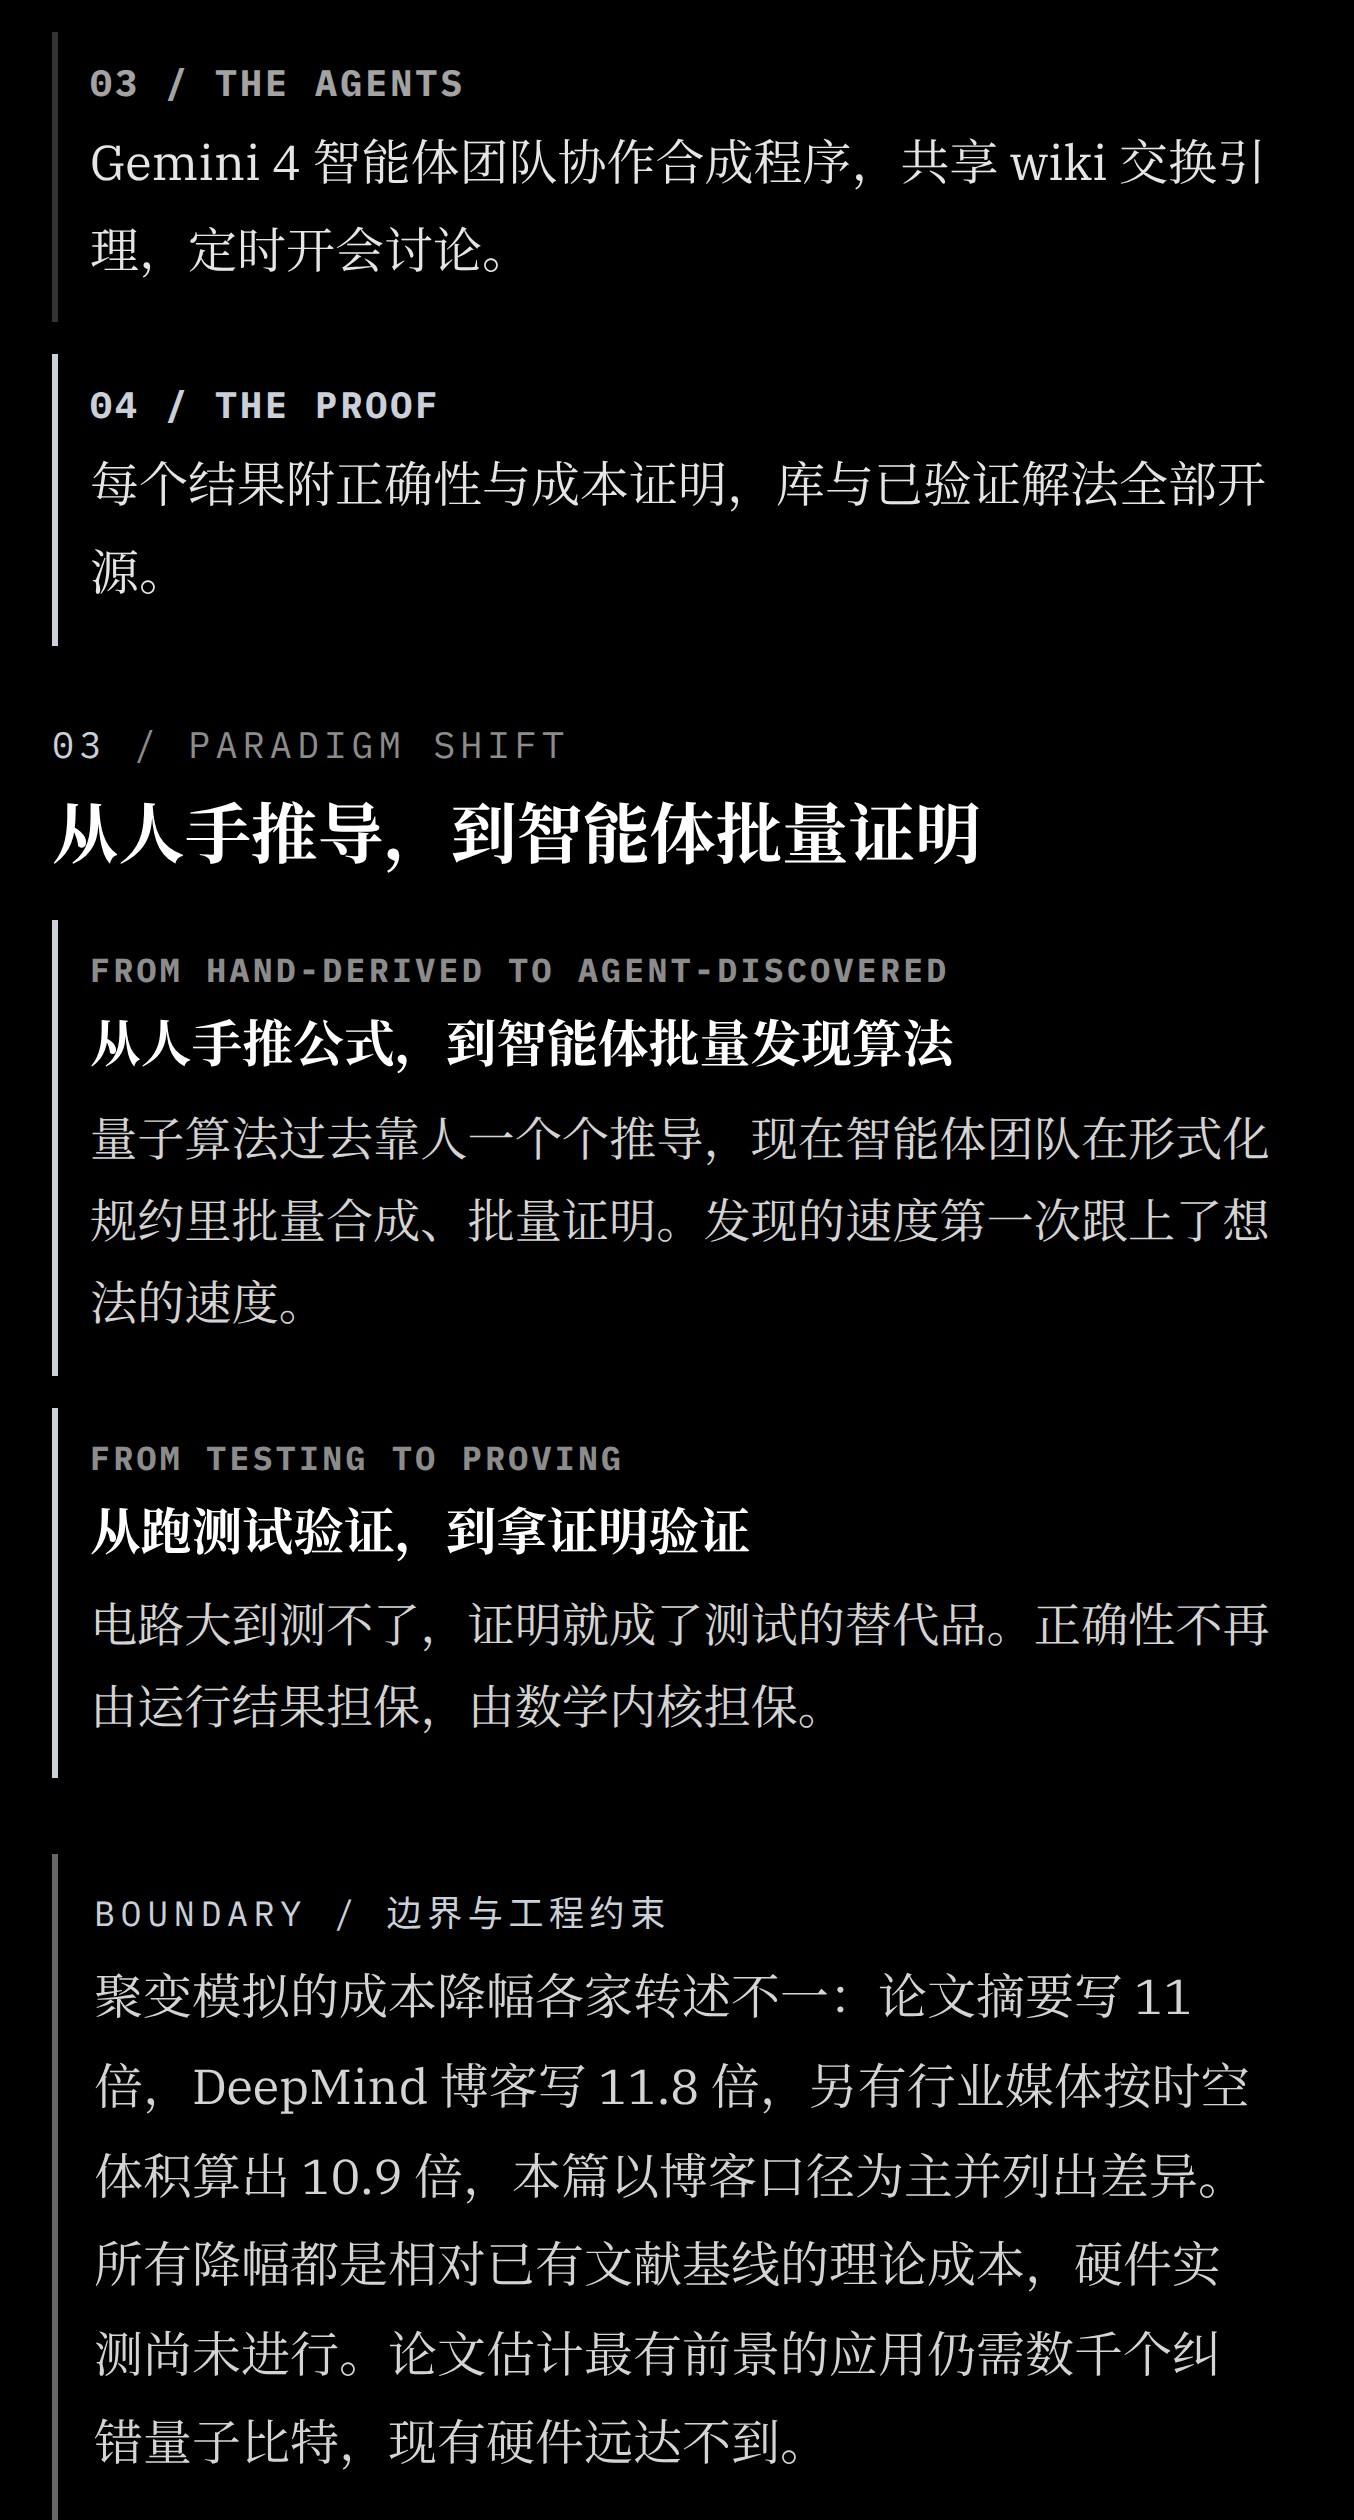 03 / THE AGENTS
Gemini 4 智能体团队协作合成程序，共享 wiki 交换引
理，定时开会讨论。
04 / THE PROOF
每个结果附正确性与成本证明，库与已验证解法全部开
源。
03 / PARADIGM SHIFT
从人手推导，到智能体批量证明
FROM HAND-DERIVED TO AGENT-DISCOVERED
从人手推公式，到智能体批量发现算法
量子算法过去靠人一个个推导，现在智能体团队在形式化
规约里批量合成、批量证明。发现的速度第一次跟上了想
法的速度。
FROM TESTING TO PROVING
从跑测试验证，到拿证明验证
电路大到测不了，证明就成了测试的替代品。正确性不再
由运行结果担保，由数学内核担保。
BOUNDARY / 边界与工程约束
聚变模拟的成本降幅各家转述不一：论文摘要写 11
倍，DeepMind 博客写 11.8 倍，另有行业媒体按时空
体积算出 10.9 倍，本篇以博客口径为主并列出差异。
所有降幅都是相对已有文献基线的理论成本，硬件实
测尚未进行。论文估计最有前景的应用仍需数千个纠
错量子比特，现有硬件远达不到。